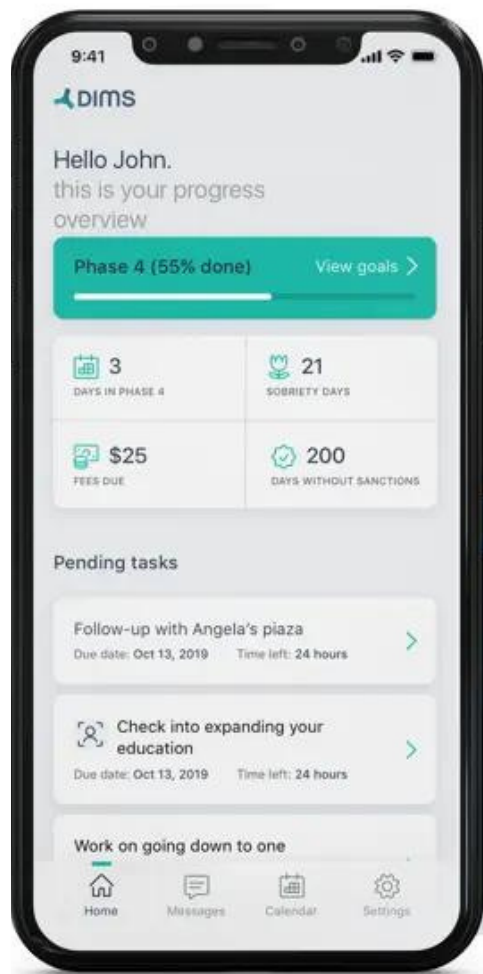 9:41
DIMS
Hello John.
this is your progress
overview
Phase 4 (55% done) View goals
3
DAYS IN PHASE 4
21
SOBRIETY DAYS
$25
FEES DUE
200
DAYS WITHOUT SANCTIONS
Pending tasks
Follow-up with Angela's piaza
Due date: Oct 13, 2019 Time left: 24 hours
Check into expanding your
education
Due date: Oct 13, 2019 Time left: 24 hours
Work on going down to one
Home Messages Calendar Settings